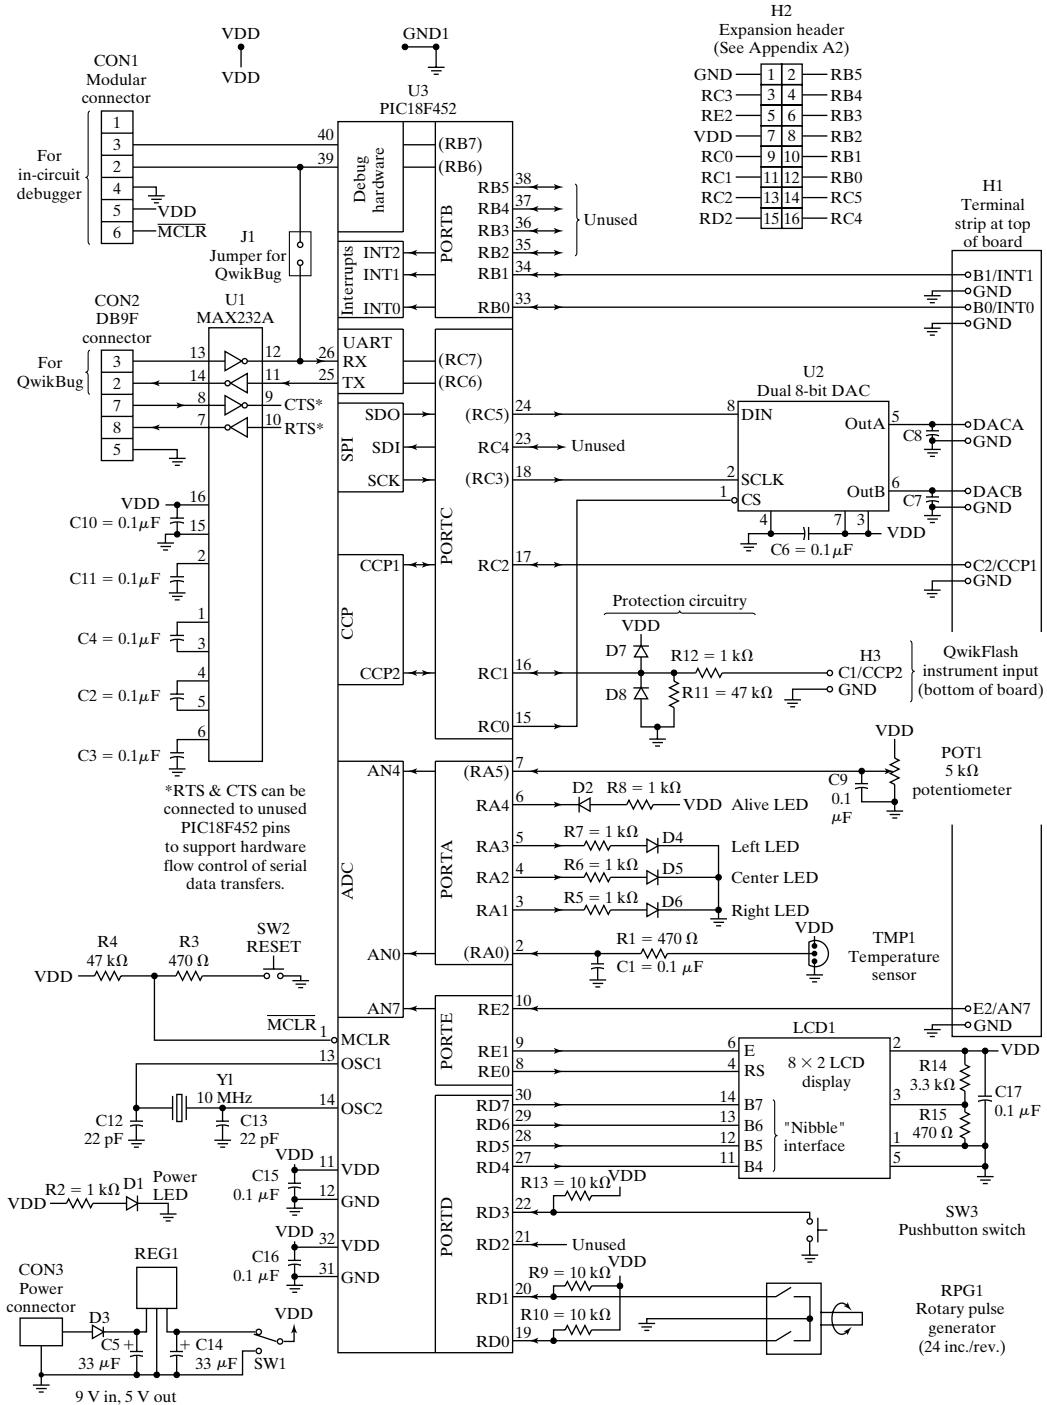 VDD
VDD
GND1
H2
Expansion header
(See Appendix A2)
GND 1 2 RB5
RC3 3 4 RB4
RE2 5 6 RB3
VDD 7 8 RB2
RC0 9 10 RB1
RC1 11 12 RB0
RC2 13 14 RC5
RD2 15 16 RC4
CON1
Modular
connector
1
3
2
4
5
6
VDD
MCLR
For
in-circuit
debugger
J1
Jumper for
QwikBug
U3
PIC18F452
40
39
Debug
hardware
(RB7)
(RB6)
PORTB
RB5 38
RB4 37
RB3 36
RB2 35
RB1 34
RB0 33
Unused
Interrupts
INT2
INT1
INT0
H1
Terminal
strip at top
of board
B1/INT1
GND
B0/INT0
GND
CON2
DB9F
connector
For
QwikBug
3
2
7
8
5
U1
MAX232A
13
14
8
7
12
11
9
10
CTS*
RTS*
26
25
UART
RX
TX
(RC7)
(RC6)
SPI
SDO
SDI
SCK
(RC5) 24
RC4 23
Unused
(RC3) 18
PORTC
U2
Dual 8-bit DAC
8 DIN
2 SCLK
1 CS
OutA 5
OutB 6
4
7
3
VDD
C6 = 0.1μF
C8
C7
DACA
GND
DACB
GND
VDD
16
C10 = 0.1μF
15
2
C11 = 0.1μF
1
C4 = 0.1μF
3
4
C2 = 0.1μF
5
6
C3 = 0.1μF
CCP
CCP1
CCP2
RC2 17
RC1 16
RC0 15
C2/CCP1
GND
Protection circuitry
VDD
D7
D8
R12 = 1 kΩ
R11 = 47 kΩ
H3
C1/CCP2
GND
QwikFlash
instrument input
(bottom of board)
*RTS & CTS can be
connected to unused
PIC18F452 pins
to support hardware
flow control of serial
data transfers.
ADC
AN4
AN0
AN7
PORTA
(RA5) 7
RA4 6
RA3 5
RA2 4
RA1 3
(RA0) 2
VDD
POT1
5 kΩ
potentiometer
C9
0.1
μF
D2
R8 = 1 kΩ
VDD
Alive LED
R7 = 1 kΩ
D4
Left LED
R6 = 1 kΩ
D5
Center LED
R5 = 1 kΩ
D6
Right LED
R1 = 470 Ω
C1 = 0.1 μF
VDD
TMP1
Temperature
sensor
SW2
RESET
R4
47 kΩ
R3
470 Ω
VDD
MCLR
1
MCLR
13
OSC1
14
OSC2
Y1
10 MHz
C12
22 pF
C13
22 pF
PORTE
RE2 10
RE1 9
RE0 8
E2/AN7
GND
LCD1
8 × 2 LCD
display
6 E
4 RS
14 B7
13 B6
12 B5
11 B4
"Nibble"
interface
2
3
1
5
VDD
R14
3.3 kΩ
R15
470 Ω
C17
0.1 μF
PORTD
RD7 30
RD6 29
RD5 28
RD4 27
RD3 22
RD2 21
RD1 20
RD0 19
VDD
11
VDD
C15
0.1 μF
12
GND
VDD
32
VDD
C16
0.1 μF
31
GND
R2 = 1 kΩ
D1
Power
LED
VDD
R13 = 10 kΩ
VDD
SW3
Pushbutton switch
Unused
VDD
R9 = 10 kΩ
R10 = 10 kΩ
RPG1
Rotary pulse
generator
(24 inc./rev.)
CON3
Power
connector
REG1
D3
C5
+
33 μF
+
C14
33 μF
VDD
SW1
9 V in, 5 V out